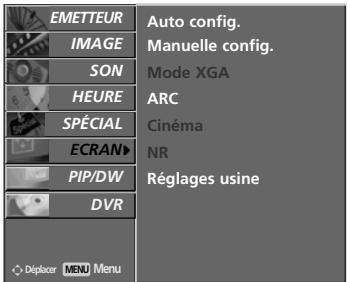 EMETTEUR
IMAGE
SON
HEURE
SPÉCIAL
ECRAN
PIP/DW
DVR
Auto config.
Manuelle config.
Mode XGA
ARC
Cinéma
NR
Réglages usine
Déplacer MENU Menu